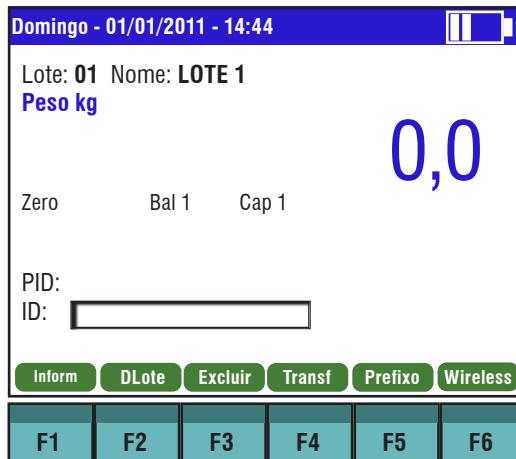 Domingo - 01/01/2011 - 14:44
Lote: 01 Nome: LOTE 1
Peso kg
0,0
Zero Bal 1 Cap 1
PID:
ID:
Inform DLote Excluir Transf Prefixo Wireless
F1 F2 F3 F4 F5 F6